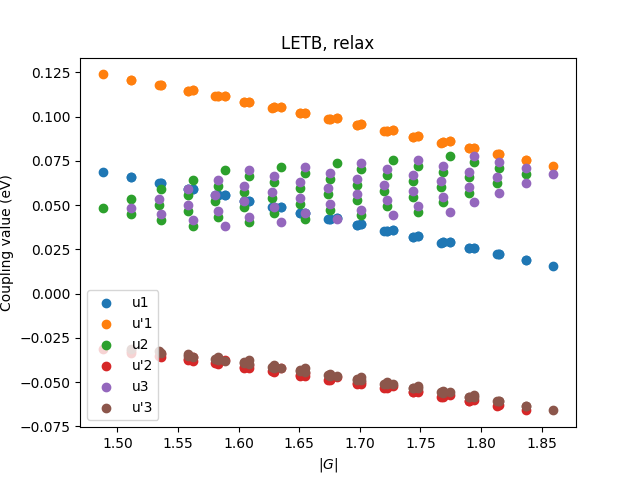 LETB, relax
Coupling value (eV)
0.125
0.100
0.075
0.050
0.025
0.000
−0.025
−0.050
−0.075
u1
u'1
u2
u'2
u3
u'3
1.50 1.55 1.60 1.65 1.70 1.75 1.80 1.85
|G|